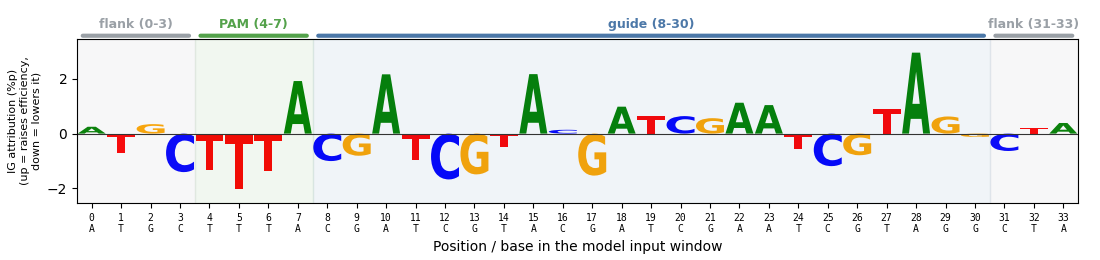 flank (0-3) PAM (4-7) guide (8-30) flank (31-33)
IG attribution (%p)
(up = raises efficiency,
down = lowers it)
2
0
−2
A T G C T T T A C G A T C G T A C G A T C G A A T C G T A G G C T A
0 1 2 3 4 5 6 7 8 9 10 11 12 13 14 15 16 17 18 19 20 21 22 23 24 25 26 27 28 29 30 31 32 33
A T G C T T T A C G A T C G T A C G A T C G A A T C G T A G G C T A
Position / base in the model input window